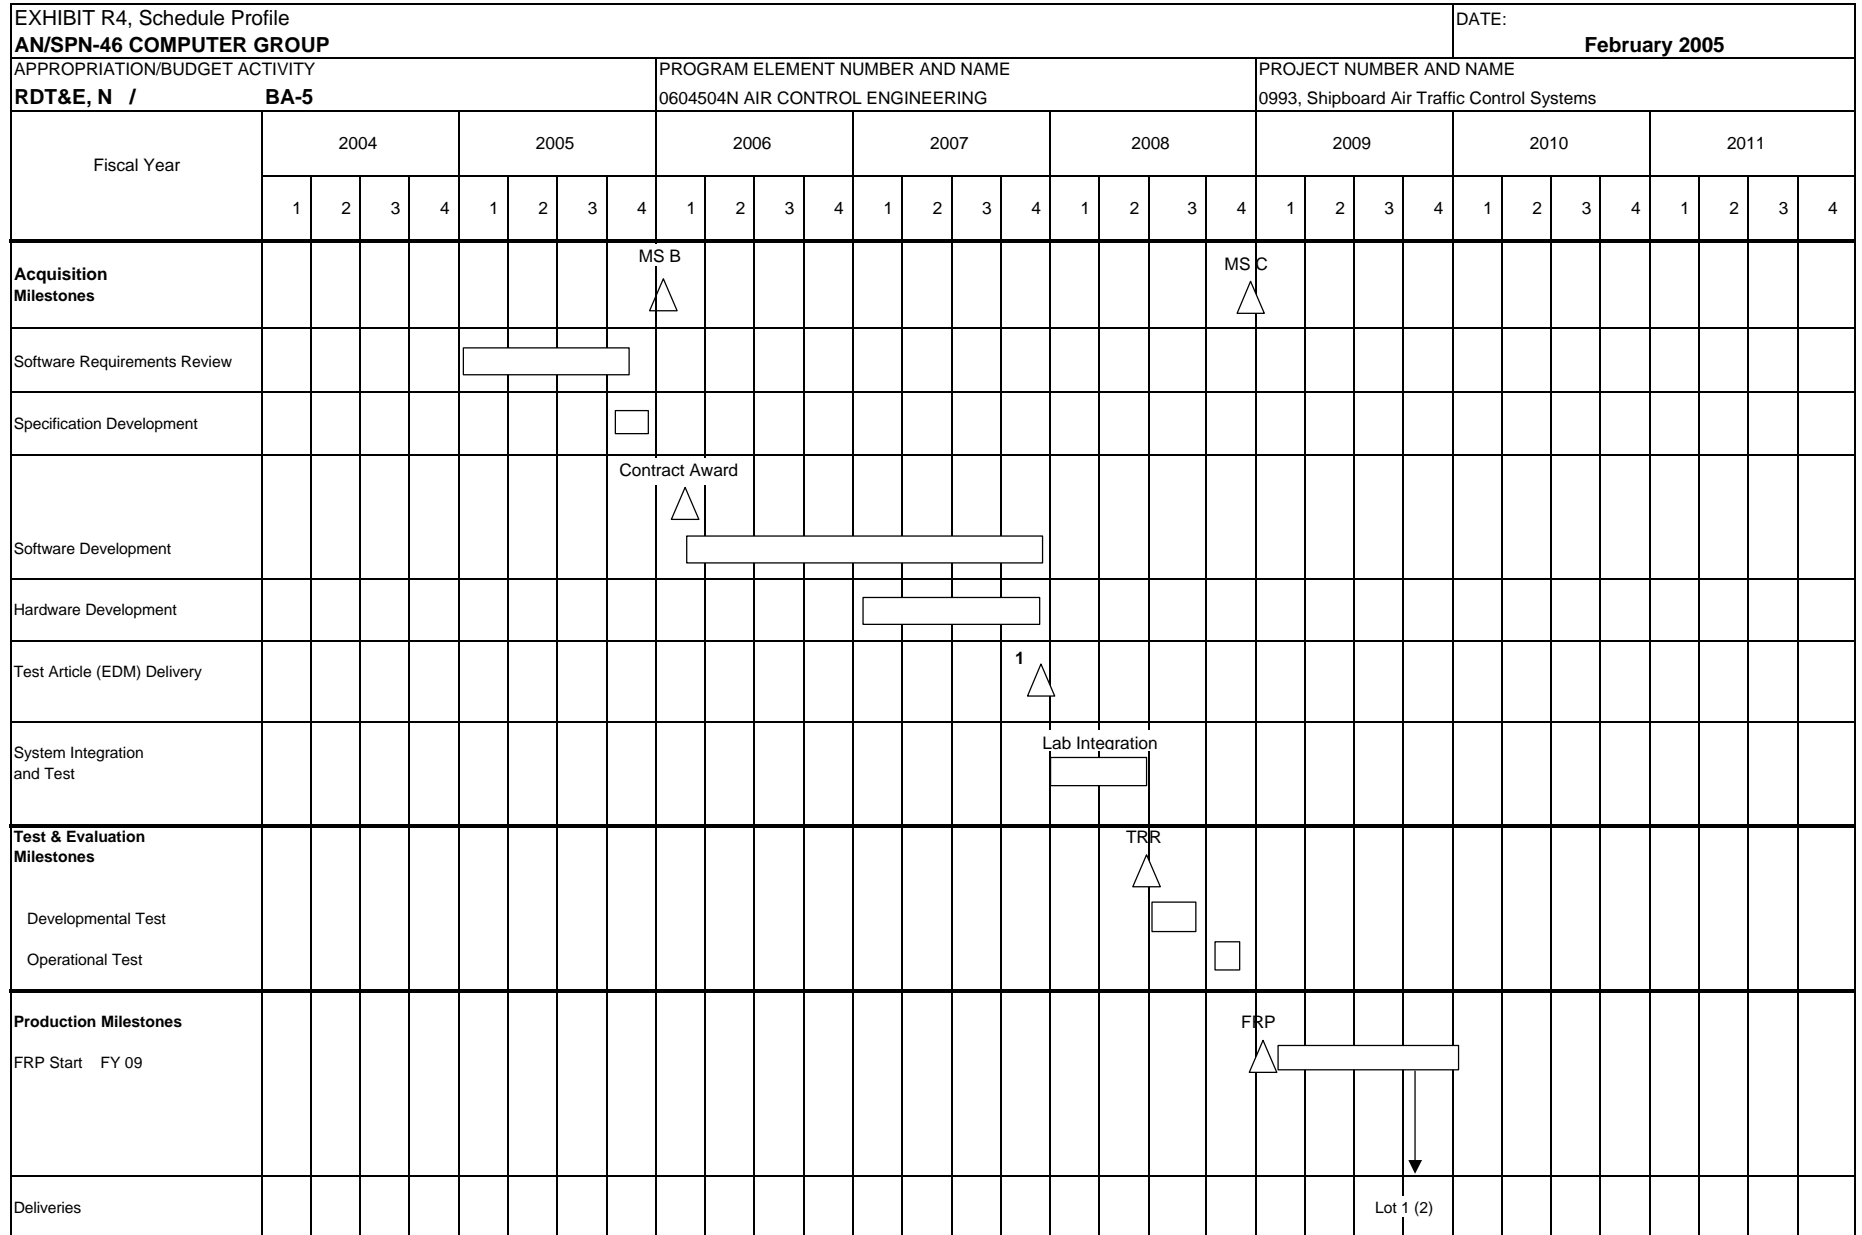 EXHIBIT R4, Schedule Profile
DATE:
AN/SPN-46 COMPUTER GROUP
February 2005
APPROPRIATION/BUDGET ACTIVITY
PROGRAM ELEMENT NUMBER AND NAME
PROJECT NUMBER AND NAME
RDT&E, N / BA-5
0604504N AIR CONTROL ENGINEERING
0993, Shipboard Air Traffic Control Systems
Fiscal Year
2004 2005 2006 2007 2008 2009 2010 2011
1 2 3 4 1 2 3 4 1 2 3 4 1 2 3 4 1 2 3 4 1 2 3 4 1 2 3 4 1 2 3 4
Acquisition
Milestones
MS B
MS C
Software Requirements Review
Specification Development
Contract Award
Software Development
Hardware Development
Test Article (EDM) Delivery
1
System Integration
and Test
Lab Integration
Test & Evaluation
Milestones
TRR
Developmental Test
Operational Test
Production Milestones
FRP
FRP Start FY 09
Deliveries
Lot 1 (2)